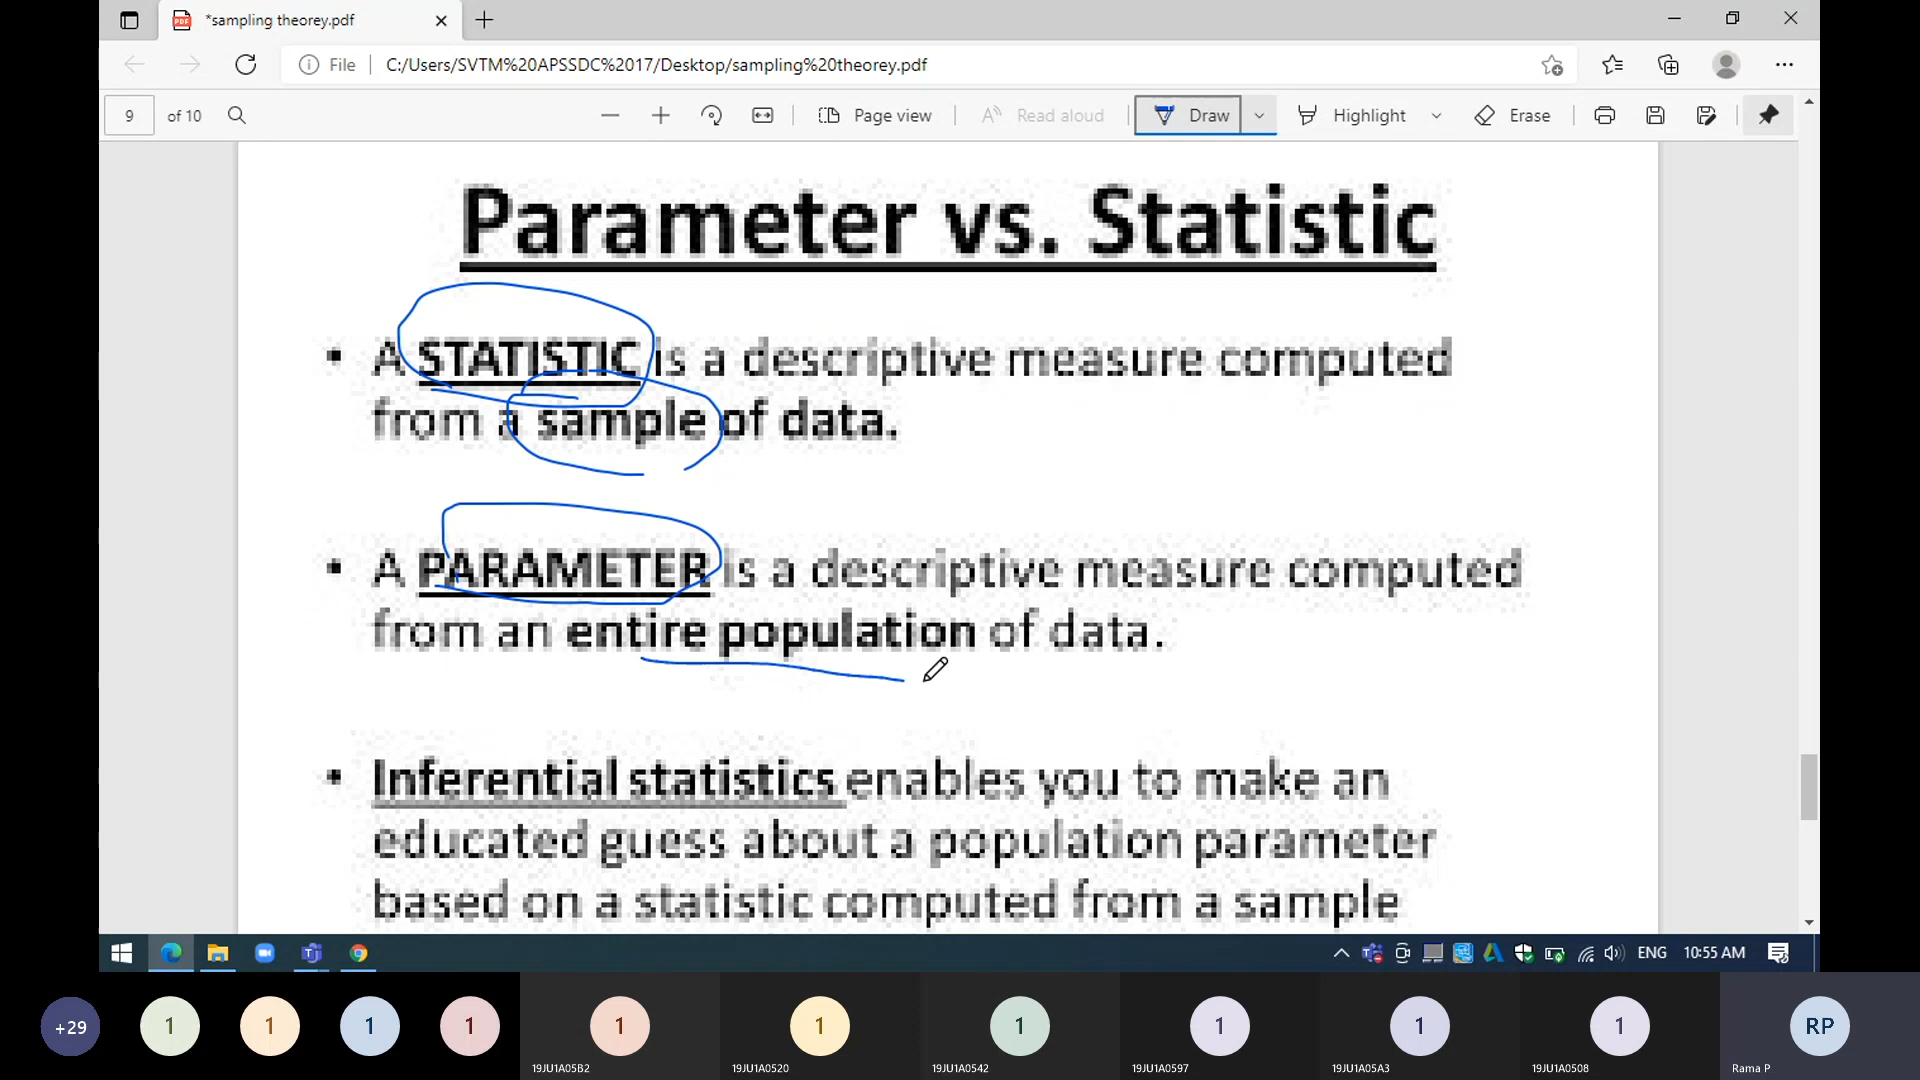 *sampling theorey.pdf
File
C:/Users/SVTM%20APSSDC%2017/Desktop/sampling%20theorey.pdf
9 of 10
Page view
Read aloud
Draw
Highlight
Erase
Parameter vs. Statistic
• A STATISTIC is a descriptive measure computed
from a sample of data.
• A PARAMETER is a descriptive measure computed
from an entire population of data.
• Inferential statistics enables you to make an
educated guess about a population parameter
based on a statistic computed from a sample
ENG 10:55 AM
+29 1 1 1 1 1 1 1 1 1 1 RP
19JU1A05B2 19JU1A0520 19JU1A0542 19JU1A0597 19JU1A05A3 19JU1A0508 Rama P